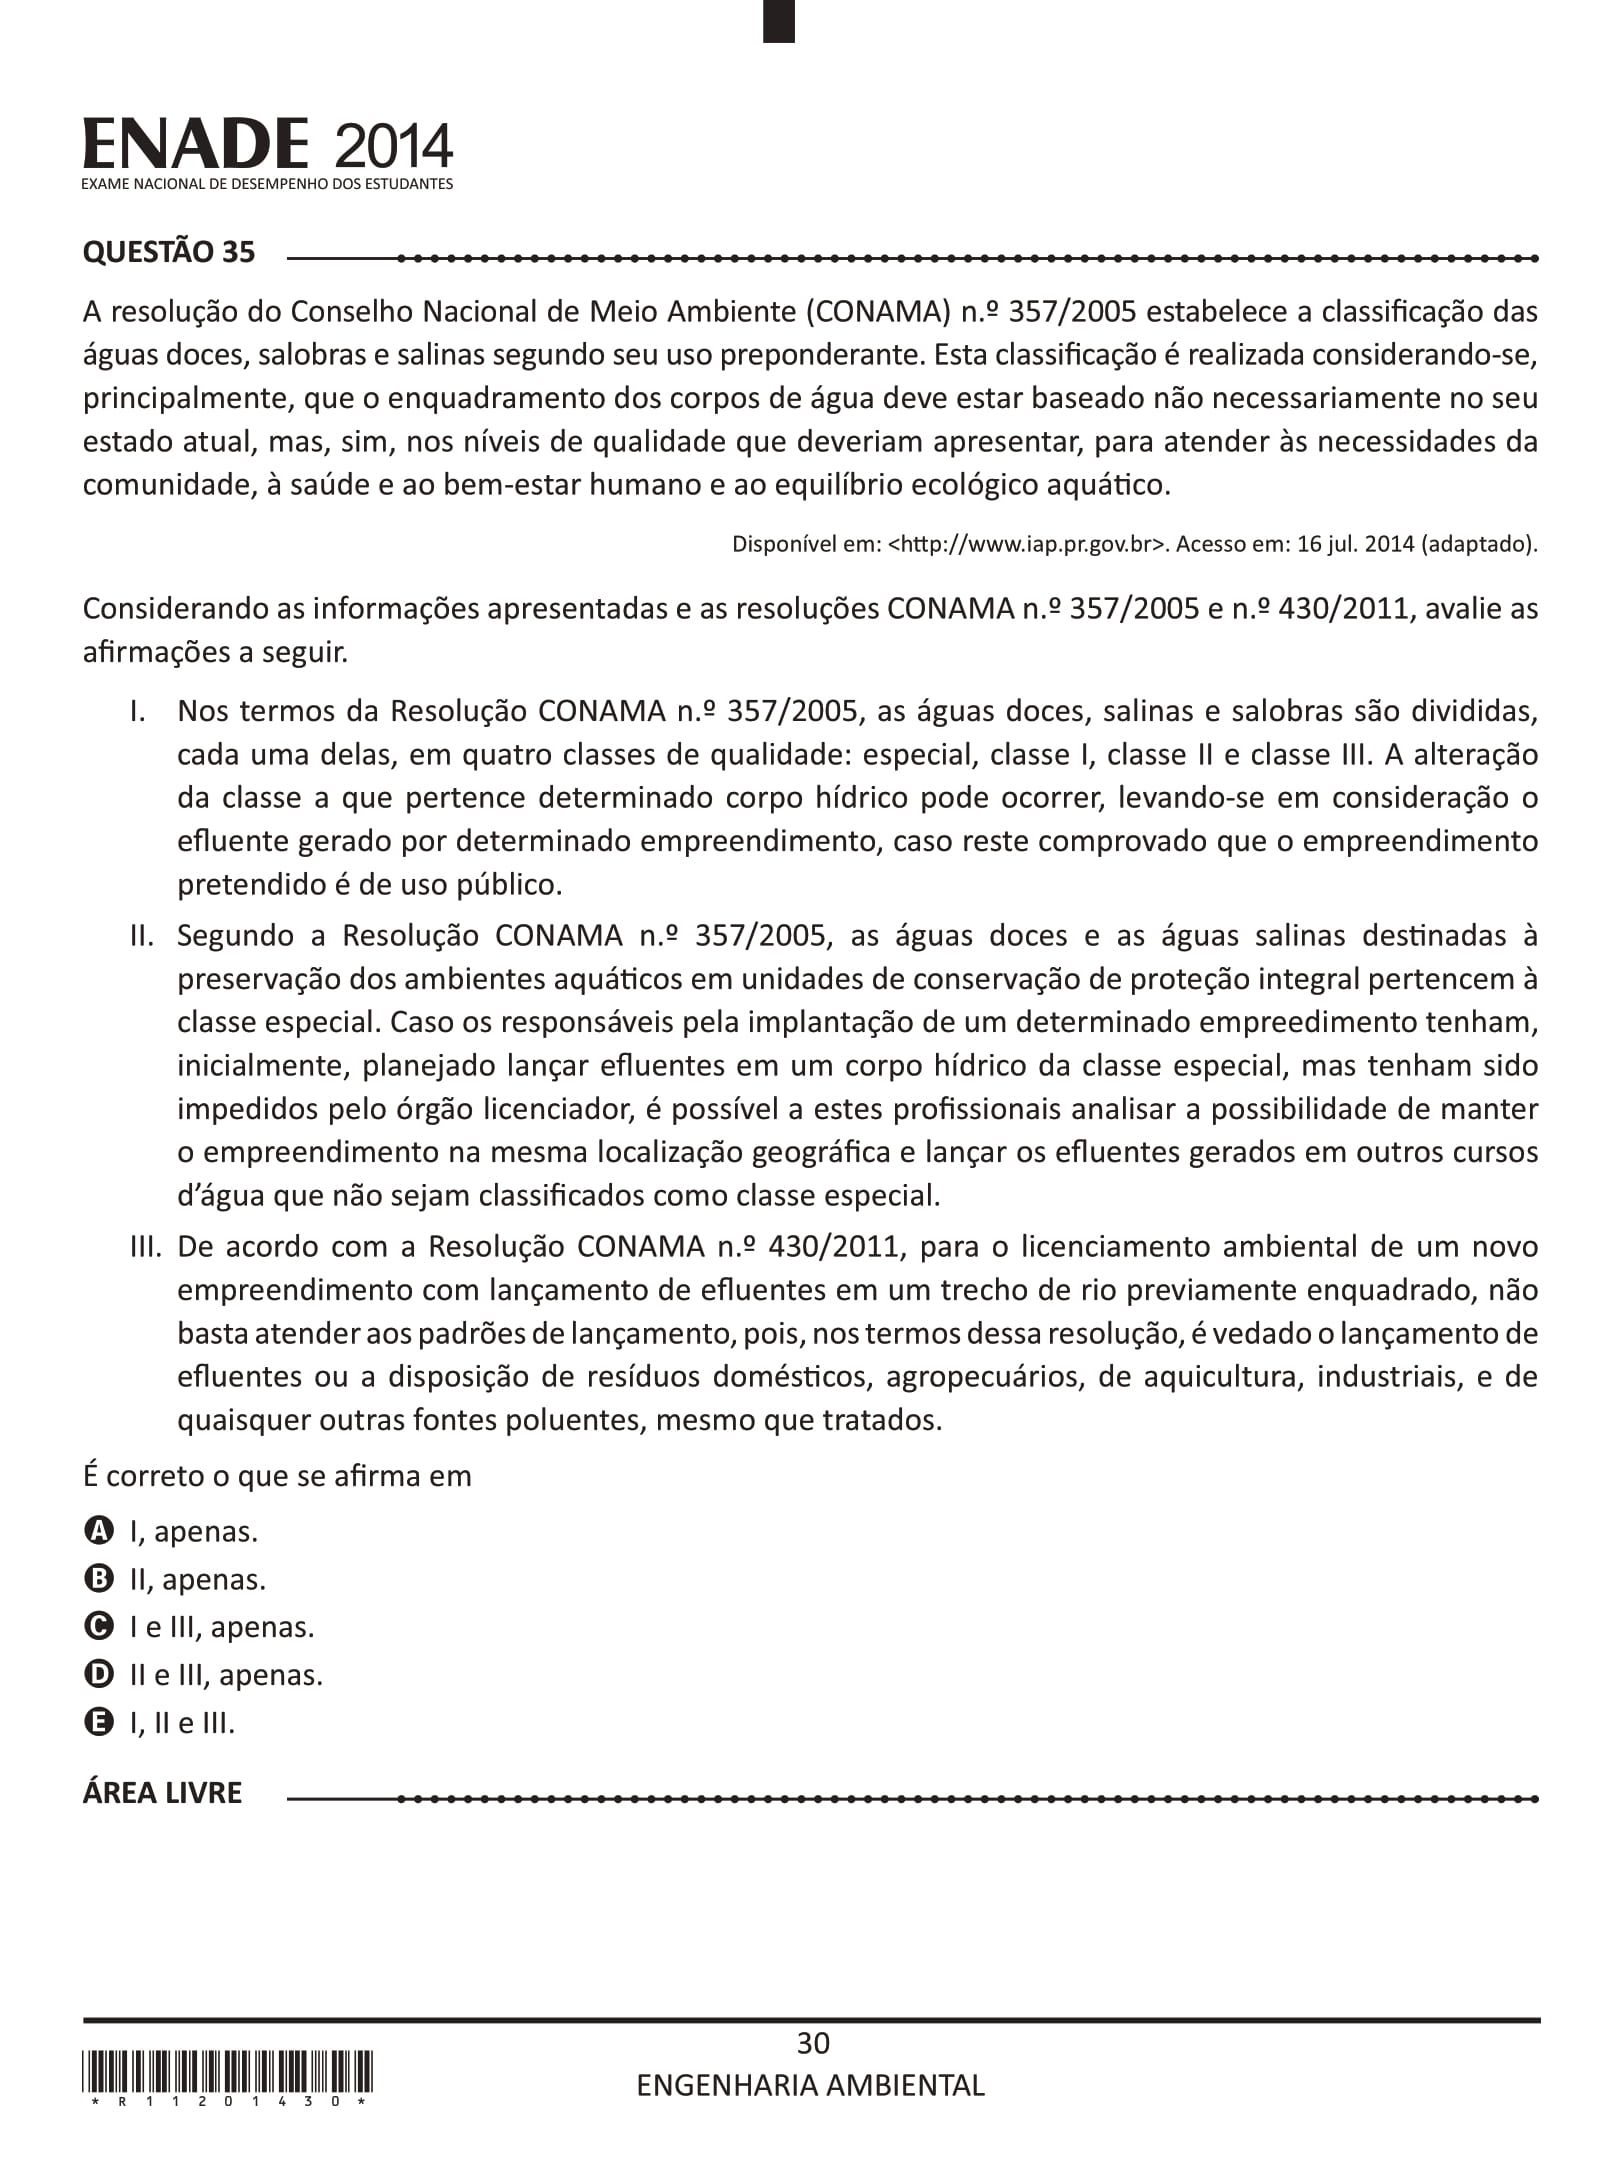 ENADE 2014
EXAME NACIONAL DE DESEMPENHO DOS ESTUDANTES
QUESTÃO 35
A resolução do Conselho Nacional de Meio Ambiente (CONAMA) n.º 357/2005 estabelece a classificação das
águas doces, salobras e salinas segundo seu uso preponderante. Esta classificação é realizada considerando-se,
principalmente, que o enquadramento dos corpos de água deve estar baseado não necessariamente no seu
estado atual, mas, sim, nos níveis de qualidade que deveriam apresentar, para atender às necessidades da
comunidade, à saúde e ao bem-estar humano e ao equilíbrio ecológico aquático.
Disponível em: <http://www.iap.pr.gov.br>. Acesso em: 16 jul. 2014 (adaptado).
Considerando as informações apresentadas e as resoluções CONAMA n.º 357/2005 e n.º 430/2011, avalie as
afirmações a seguir.
I. Nos termos da Resolução CONAMA n.º 357/2005, as águas doces, salinas e salobras são divididas,
cada uma delas, em quatro classes de qualidade: especial, classe I, classe II e classe III. A alteração
da classe a que pertence determinado corpo hídrico pode ocorrer, levando-se em consideração o
efluente gerado por determinado empreendimento, caso reste comprovado que o empreendimento
pretendido é de uso público.
II. Segundo a Resolução CONAMA n.º 357/2005, as águas doces e as águas salinas destinadas à
preservação dos ambientes aquáticos em unidades de conservação de proteção integral pertencem à
classe especial. Caso os responsáveis pela implantação de um determinado empreedimento tenham,
inicialmente, planejado lançar efluentes em um corpo hídrico da classe especial, mas tenham sido
impedidos pelo órgão licenciador, é possível a estes profissionais analisar a possibilidade de manter
o empreendimento na mesma localização geográfica e lançar os efluentes gerados em outros cursos
d’água que não sejam classificados como classe especial.
III. De acordo com a Resolução CONAMA n.º 430/2011, para o licenciamento ambiental de um novo
empreendimento com lançamento de efluentes em um trecho de rio previamente enquadrado, não
basta atender aos padrões de lançamento, pois, nos termos dessa resolução, é vedado o lançamento de
efluentes ou a disposição de resíduos domésticos, agropecuários, de aquicultura, industriais, e de
quaisquer outras fontes poluentes, mesmo que tratados.
É correto o que se afirma em
A I, apenas.
B II, apenas.
C I e III, apenas.
D II e III, apenas.
E I, II e III.
ÁREA LIVRE
30
ENGENHARIA AMBIENTAL
* R 1 1 2 0 1 4 3 0 *